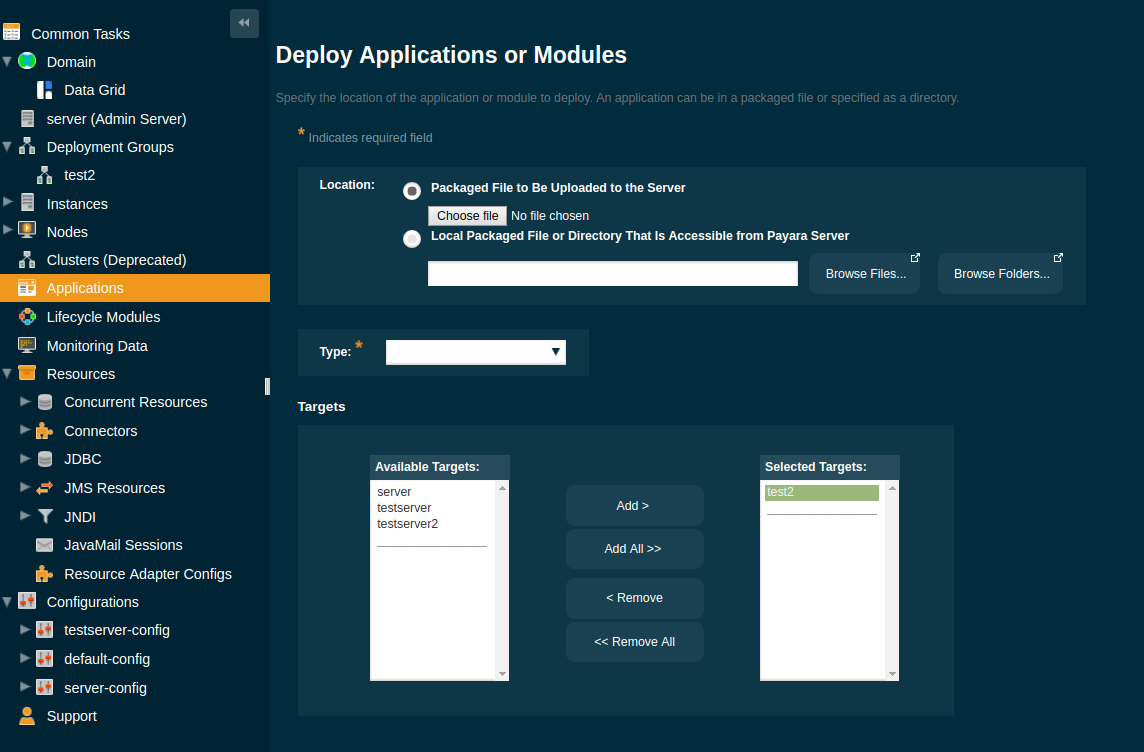 Common Tasks
Domain
Data Grid
server (Admin Server)
Deployment Groups
test2
Instances
Nodes
Clusters (Deprecated)
Applications
Lifecycle Modules
Monitoring Data
Resources
Concurrent Resources
Connectors
JDBC
JMS Resources
JNDI
JavaMail Sessions
Resource Adapter Configs
Configurations
testserver-config
default-config
server-config
Support
Deploy Applications or Modules
Specify the location of the application or module to deploy. An application can be in a packaged file or specified as a directory.
* Indicates required field
Location:
Packaged File to Be Uploaded to the Server
Choose file No file chosen
Local Packaged File or Directory That Is Accessible from Payara Server
Browse Files... Browse Folders...
Type: *
Targets
Available Targets:
server
testserver
testserver2
Add >
Add All >>
< Remove
<< Remove All
Selected Targets:
test2